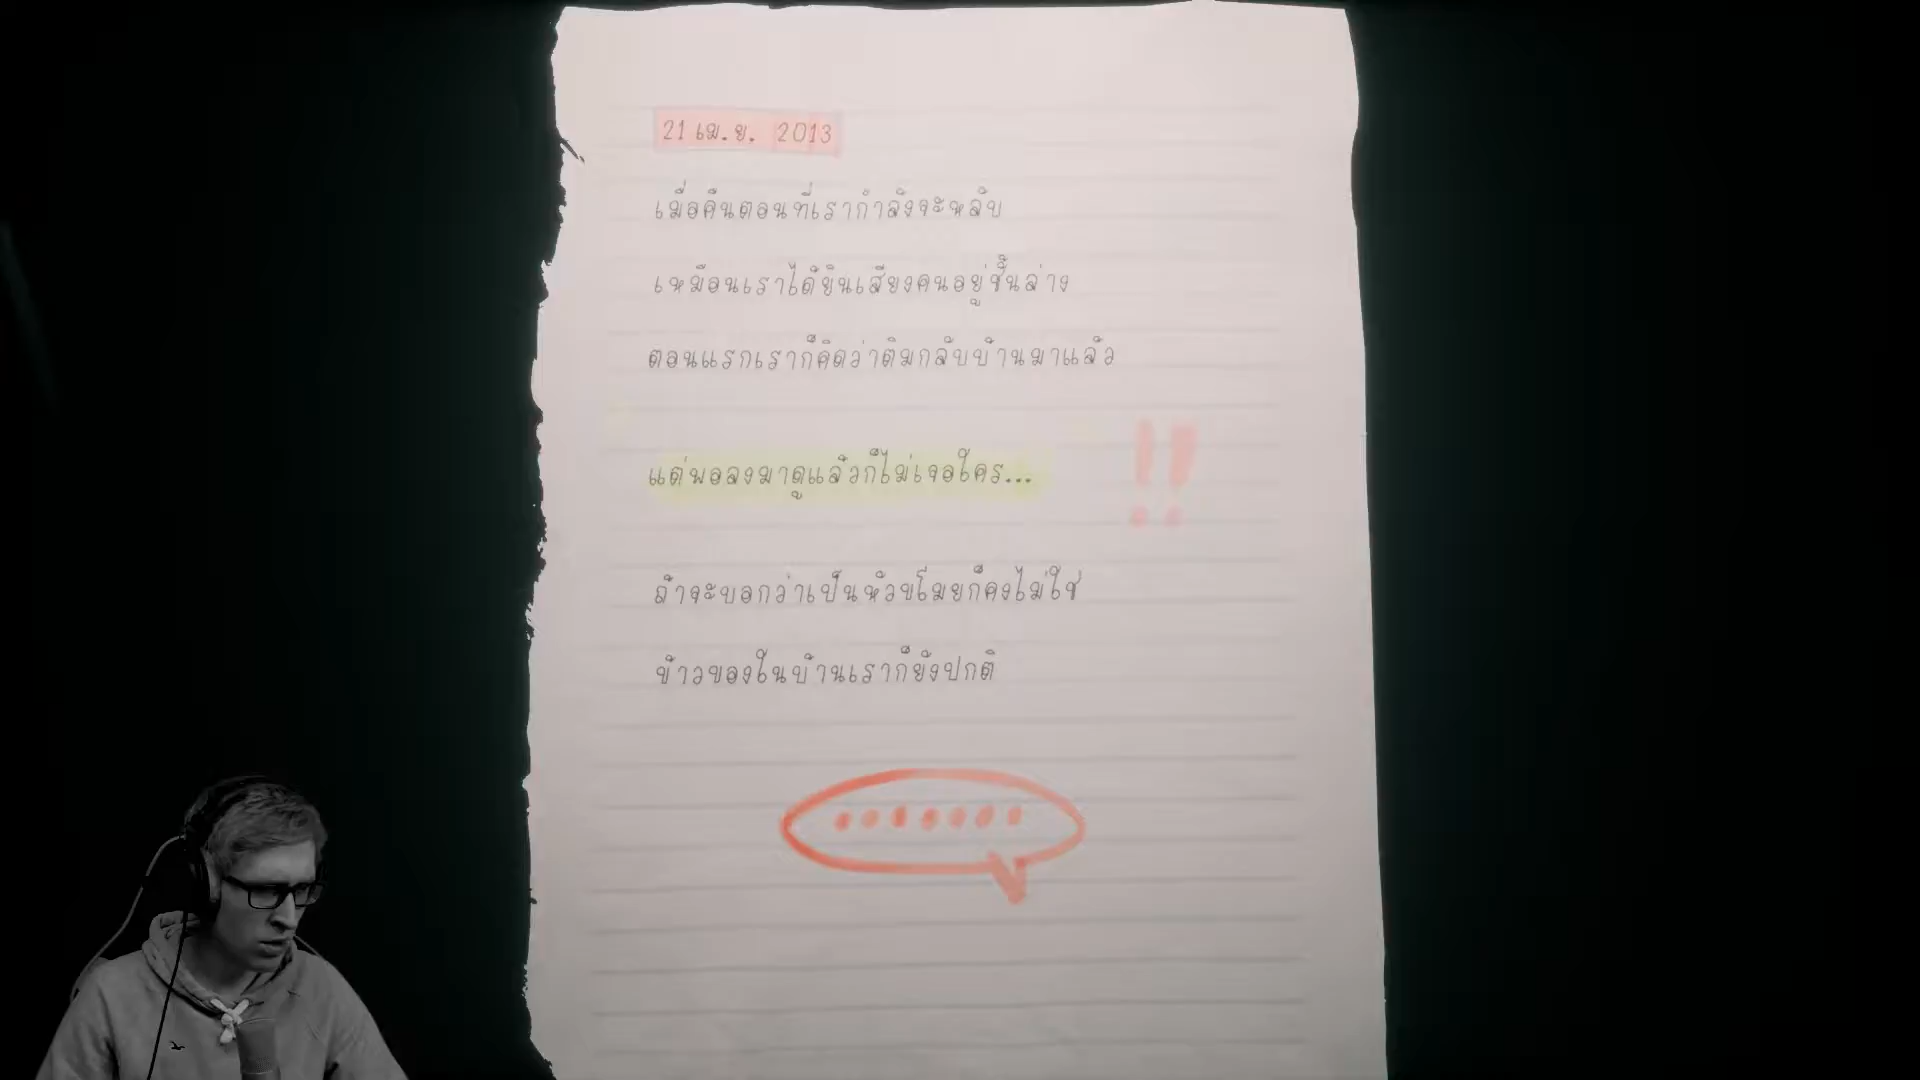 21 เม.ย. 2013
เมื่อคืนตอนที่เรากำลังจะหลับ
เหมือนเราได้ยินเสียงคนอยู่ชั้นล่าง
ตอนแรกเราก็คิดว่าติมกลับบ้านมาแล้ว
แต่พอลงมาดูแล้วก็ไม่เจอใคร...
!!
ถ้าจะบอกว่าเป็นหัวขโมยก็คงไม่ใช่
ข้าวของในบ้านเราก็ยังปกติ
.......